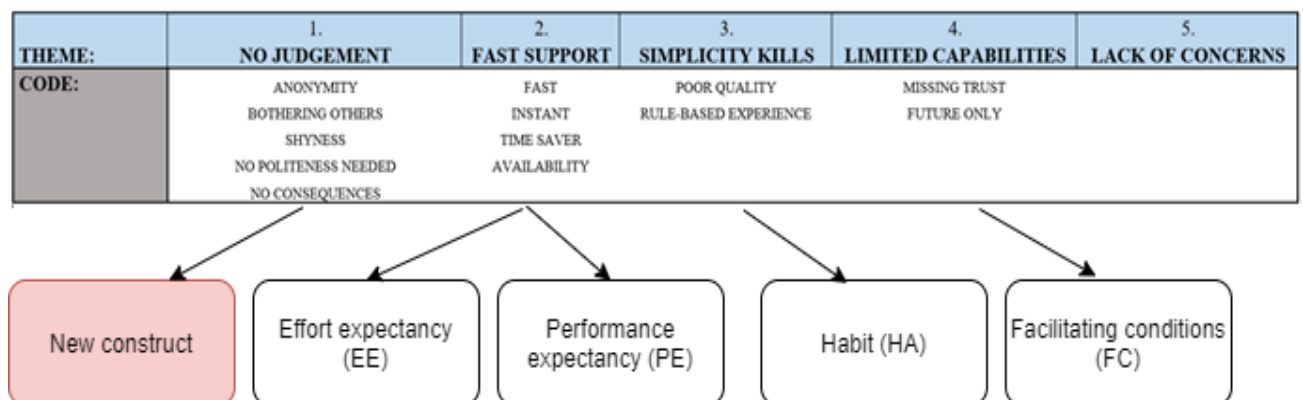 1.
2.
3.
4.
5.
THEME:
NO JUDGEMENT
FAST SUPPORT
SIMPLICITY KILLS
LIMITED CAPABILITIES
LACK OF CONCERNS
CODE:
ANONYMITY
BOTHERING OTHERS
SHYNESS
NO POLITENESS NEEDED
NO CONSEQUENCES
FAST
INSTANT
TIME SAVER
AVAILABILITY
POOR QUALITY
RULE-BASED EXPERIENCE
MISSING TRUST
FUTURE ONLY
New construct
Effort expectancy
(EE)
Performance
expectancy (PE)
Habit (HA)
Facilitating conditions
(FC)